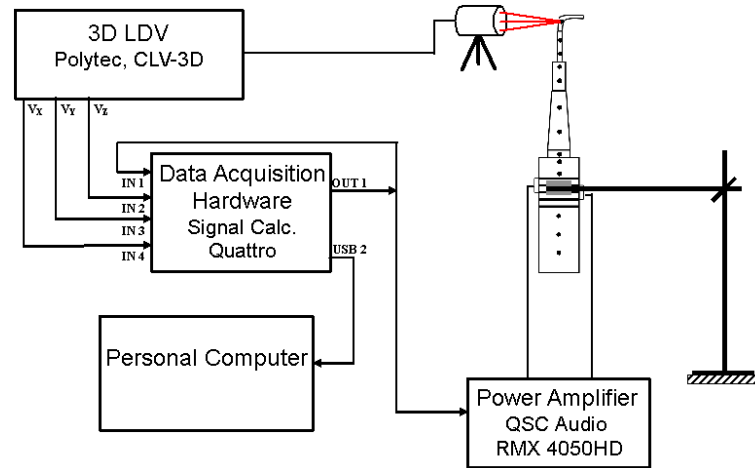 3D LDV
Polytec, CLV-3D
VX
VY
VZ
IN 1
IN 2
IN 3
IN 4
Data Acquisition
Hardware
Signal Calc.
Quattro
OUT 1
USB 2
Personal Computer
Power Amplifier
QSC Audio
RMX 4050HD